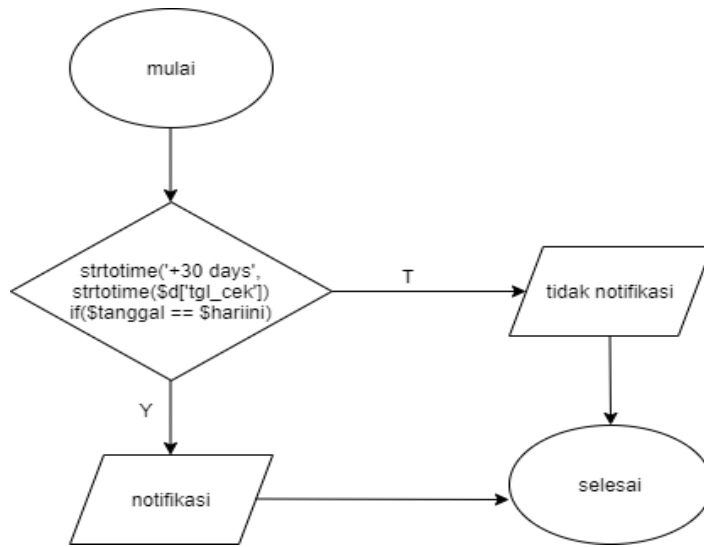 mulai
strtotime('+30 days',
strtotime($d['tgl_cek'])
if($tanggal == $hariini)
T
tidak notifikasi
Y
notifikasi
selesai